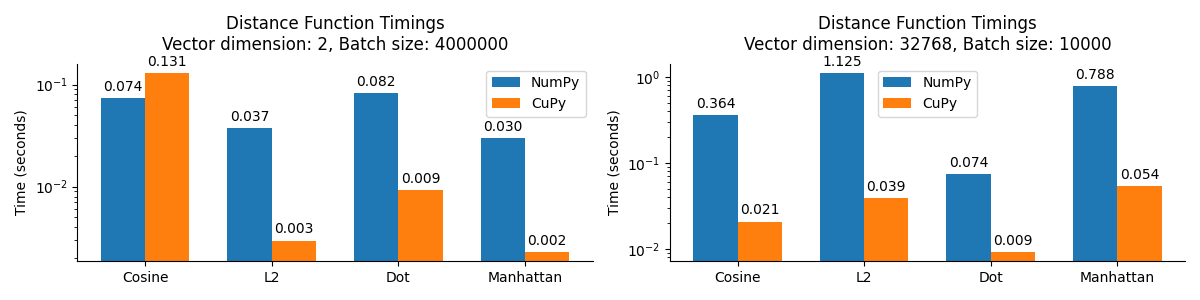 Distance Function Timings
Vector dimension: 2, Batch size: 4000000
Time (seconds)
10⁻¹
10⁻²
0.074
0.131
0.037
0.003
0.082
0.009
0.030
0.002
NumPy
CuPy
Cosine
L2
Dot
Manhattan
Distance Function Timings
Vector dimension: 32768, Batch size: 10000
Time (seconds)
10⁰
10⁻¹
10⁻²
0.364
0.021
1.125
0.039
0.074
0.009
0.788
0.054
NumPy
CuPy
Cosine
L2
Dot
Manhattan